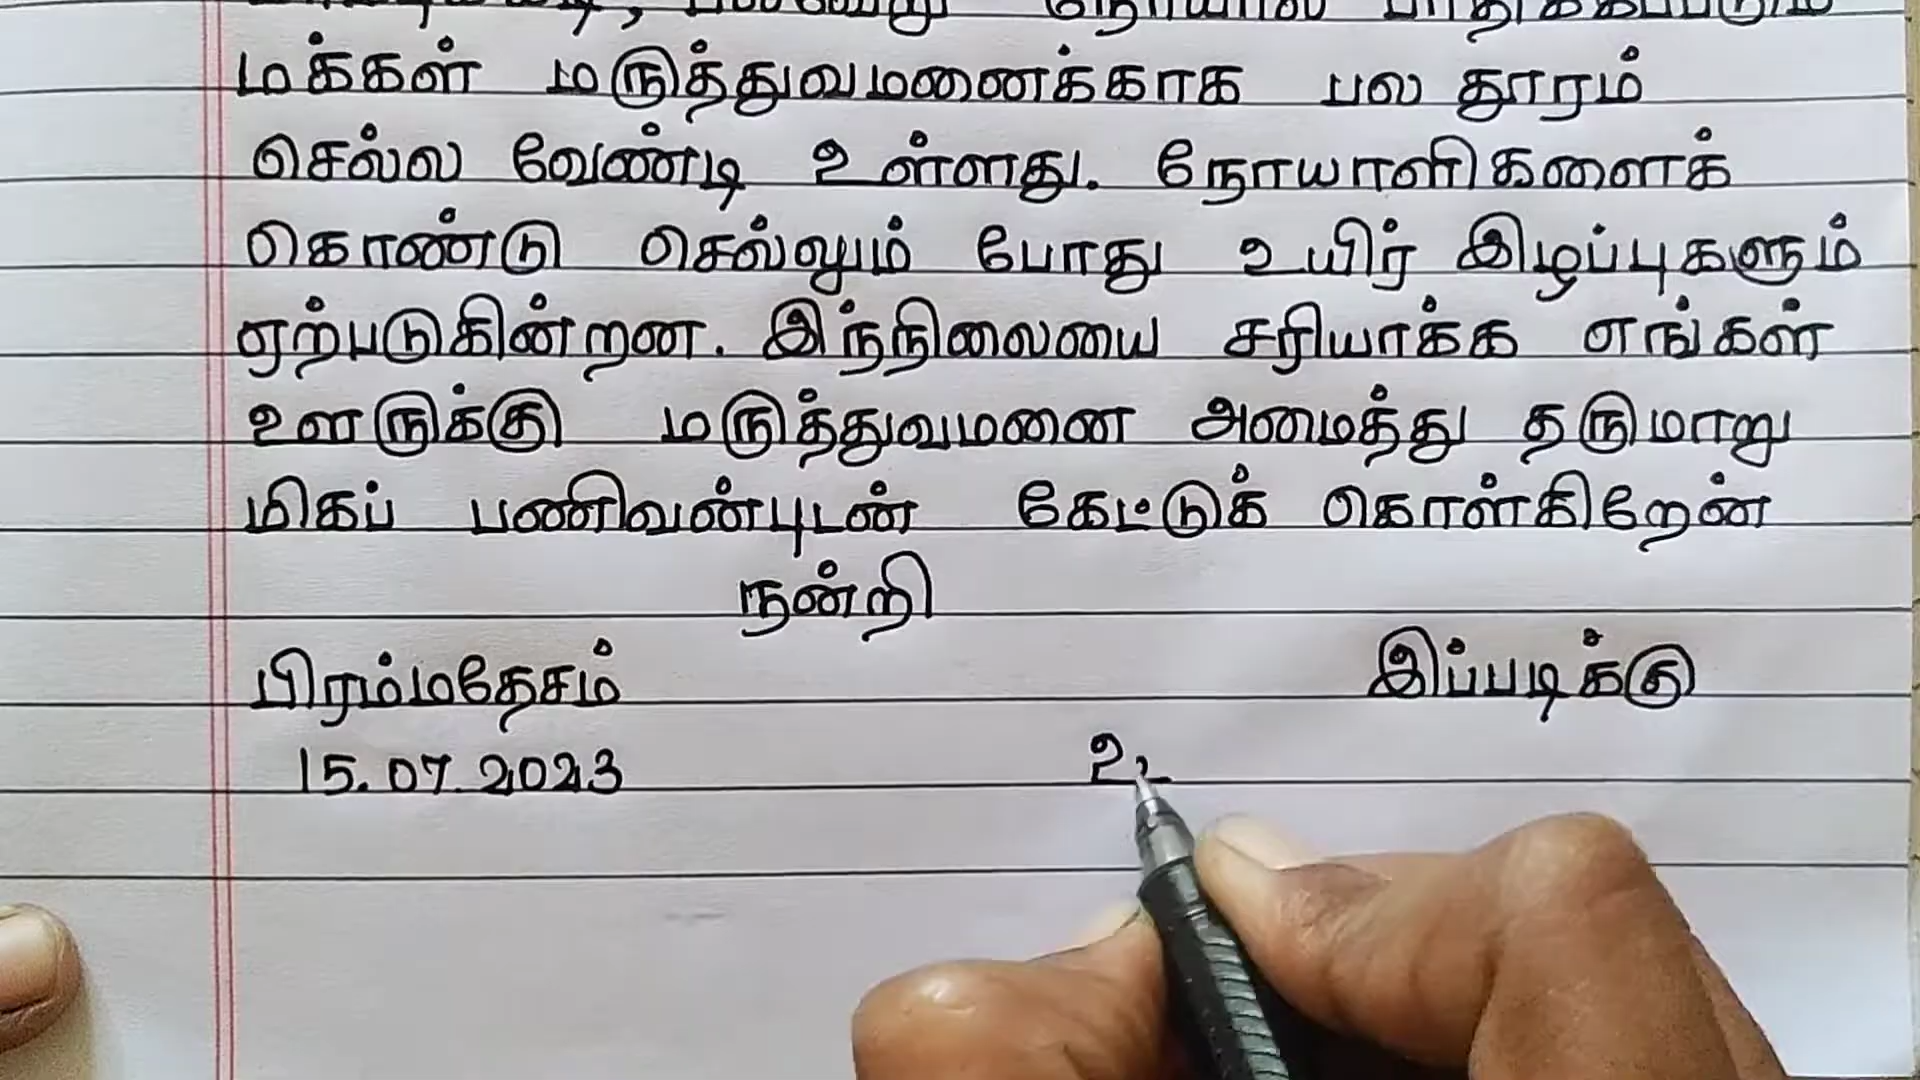 மக்கள் மருத்துவமனைக்காக பல தூரம்
செல்ல வேண்டி உள்ளது. நோயாளிகளைக்
கொண்டு செல்லும் போது உயிர் இழப்புகளும்
ஏற்படுகின்றன. இந்நிலையை சரியாக்க எங்கள்
ஊருக்கு மருத்துவமனை அமைத்து தருமாறு
மிகப் பணிவன்புடன் கேட்டுக் கொள்கிறேன்
நன்றி
பிரம்மதேசம் இப்படிக்கு
15.07.2023 உ